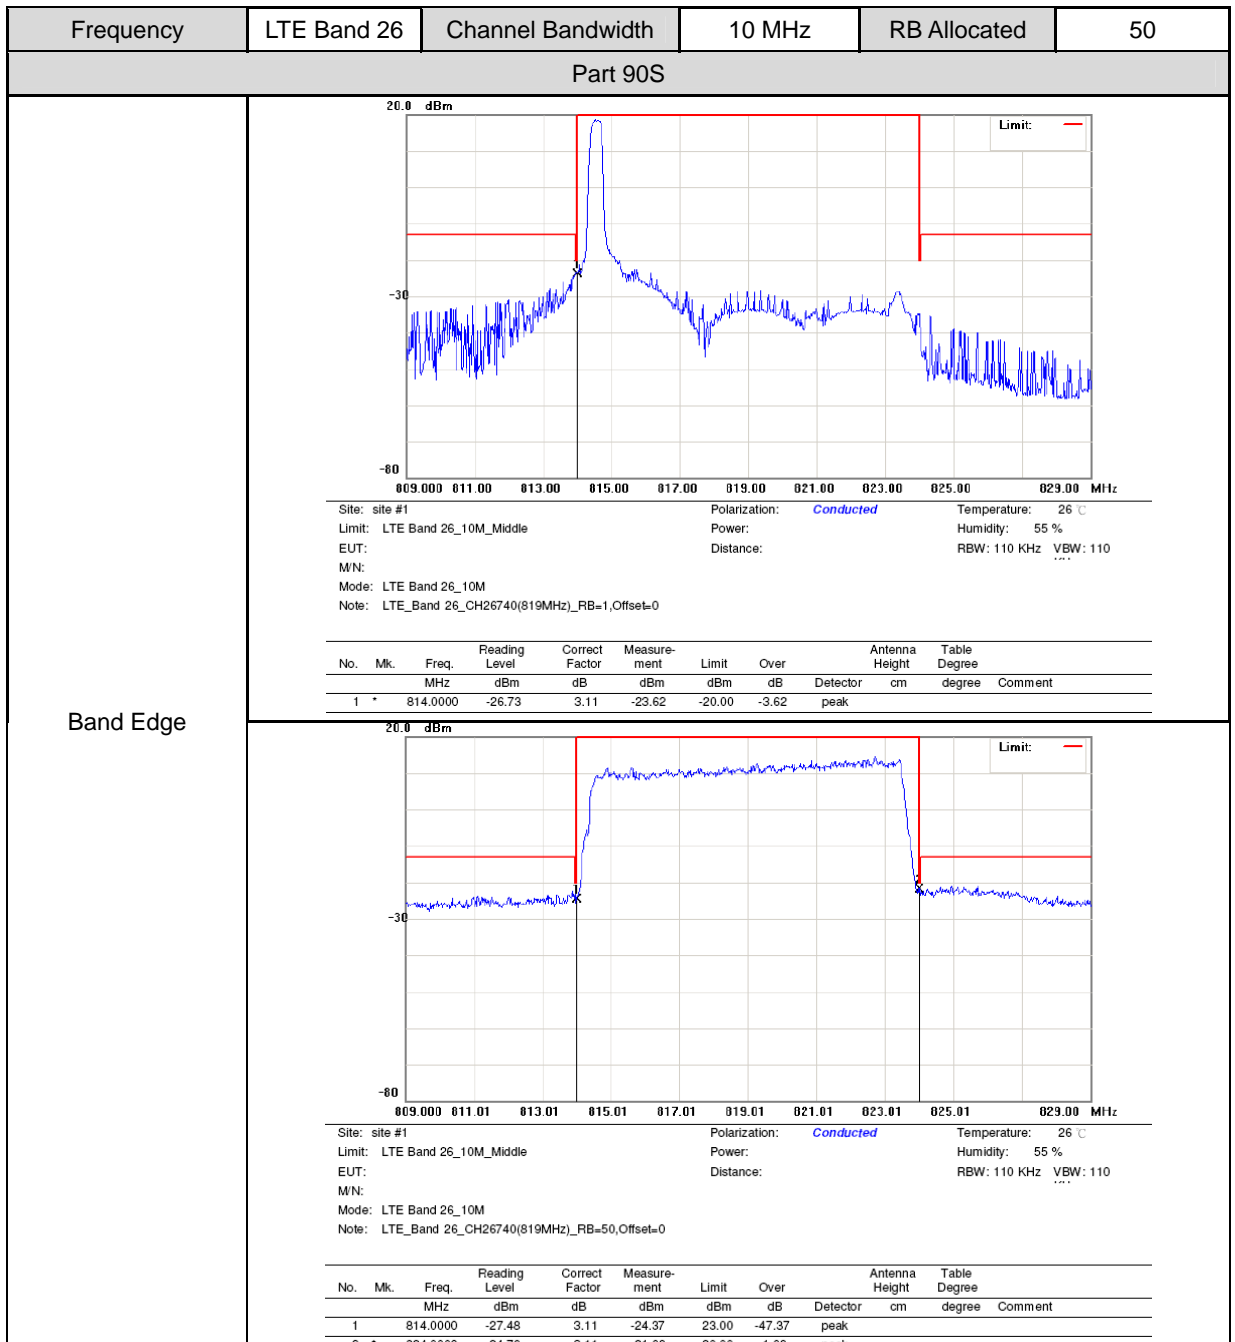 Frequency LTE Band 26 Channel Bandwidth 10 MHz RB Allocated 50
Part 90S
Band Edge
20.0 dBm
Limit:
1
-30
-80
809.000 811.00 813.00 815.00 817.00 819.00 821.00 823.00 825.00 829.00 MHz
Site: site #1 Polarization: Conducted Temperature: 26 ℃
Limit: LTE Band 26_10M_Middle Power: Humidity: 55 %
EUT: Distance: RBW: 110 KHz VBW: 110
M/N:
Mode: LTE Band 26_10M
Note: LTE_Band 26_CH26740(819MHz)_RB=1,Offset=0
Reading Correct Measure- Antenna Table
No. Mk. Freq. Level Factor ment Limit Over Height Degree
MHz dBm dB dBm dBm dB Detector cm degree Comment
1 * 814.0000 -26.73 3.11 -23.62 -20.00 -3.62 peak
20.0 dBm
Limit:
-30
-80
809.000 811.01 813.01 815.01 817.01 819.01 821.01 823.01 825.01 829.00 MHz
Site: site #1 Polarization: Conducted Temperature: 26 ℃
Limit: LTE Band 26_10M_Middle Power: Humidity: 55 %
EUT: Distance: RBW: 110 KHz VBW: 110
M/N:
Mode: LTE Band 26_10M
Note: LTE_Band 26_CH26740(819MHz)_RB=50,Offset=0
Reading Correct Measure- Antenna Table
No. Mk. Freq. Level Factor ment Limit Over Height Degree
MHz dBm dB dBm dBm dB Detector cm degree Comment
1 814.0000 -27.48 3.11 -24.37 23.00 -47.37 peak